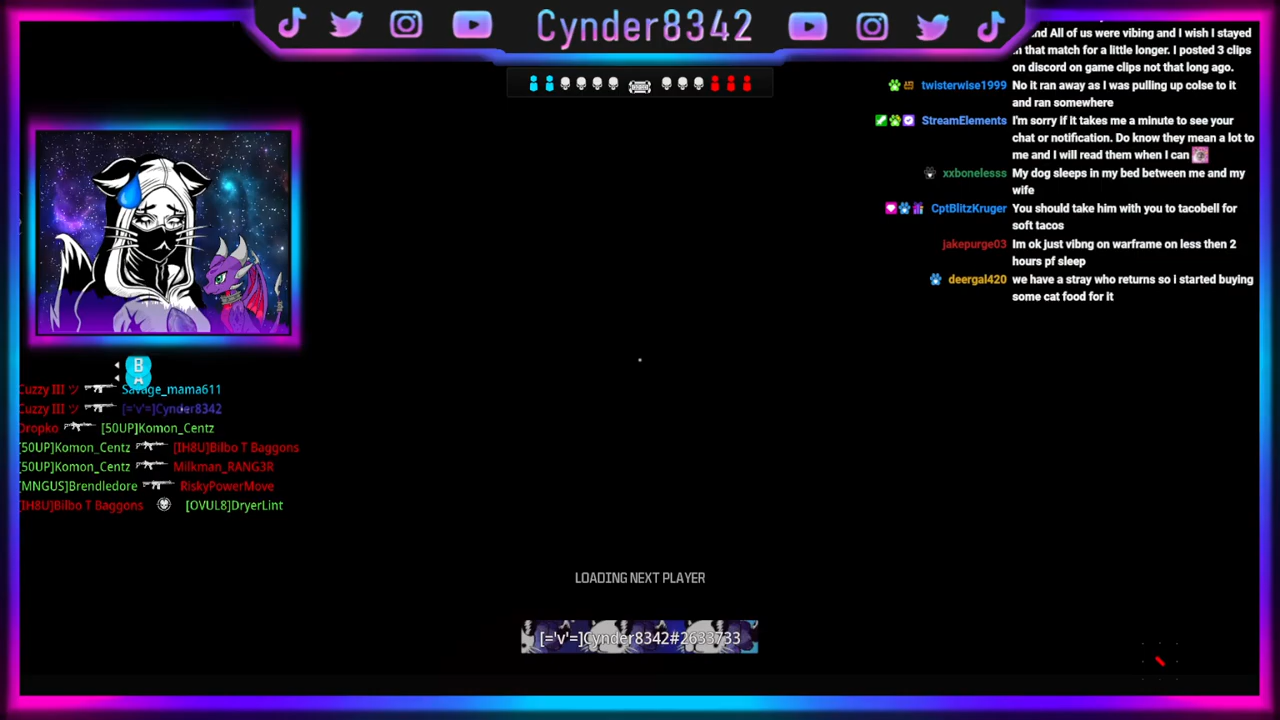 Cynder8342
and All of us were vibing and I wish I stayed
in that match for a little longer. I posted 3 clips
on discord on game clips not that long ago.
twisterwise1999 No it ran away as I was pulling up colse to it
and ran somewhere
StreamElements I'm sorry if it takes me a minute to see your
chat or notification. Do know they mean a lot to
me and I will read them when I can
xxbonelesss My dog sleeps in my bed between me and my
wife
CptBlitzKruger You should take him with you to tacobell for
soft tacos
jakepurge03 Im ok just vibng on warframe on less then 2
hours pf sleep
deergal420 we have a stray who returns so i started buying
some cat food for it
B
A
Cuzzy III ツ Savage_mama611
Cuzzy III ツ [='v'=]Cynder8342
Dropko [50UP]Komon_Centz
[50UP]Komon_Centz [IH8U]Bilbo T Baggons
[50UP]Komon_Centz Milkman_RANG3R
[MNGUS]Brendledore RiskyPowerMove
[IH8U]Bilbo T Baggons [OVUL8]DryerLint
LOADING NEXT PLAYER
[='v'=]Cynder8342#2633733